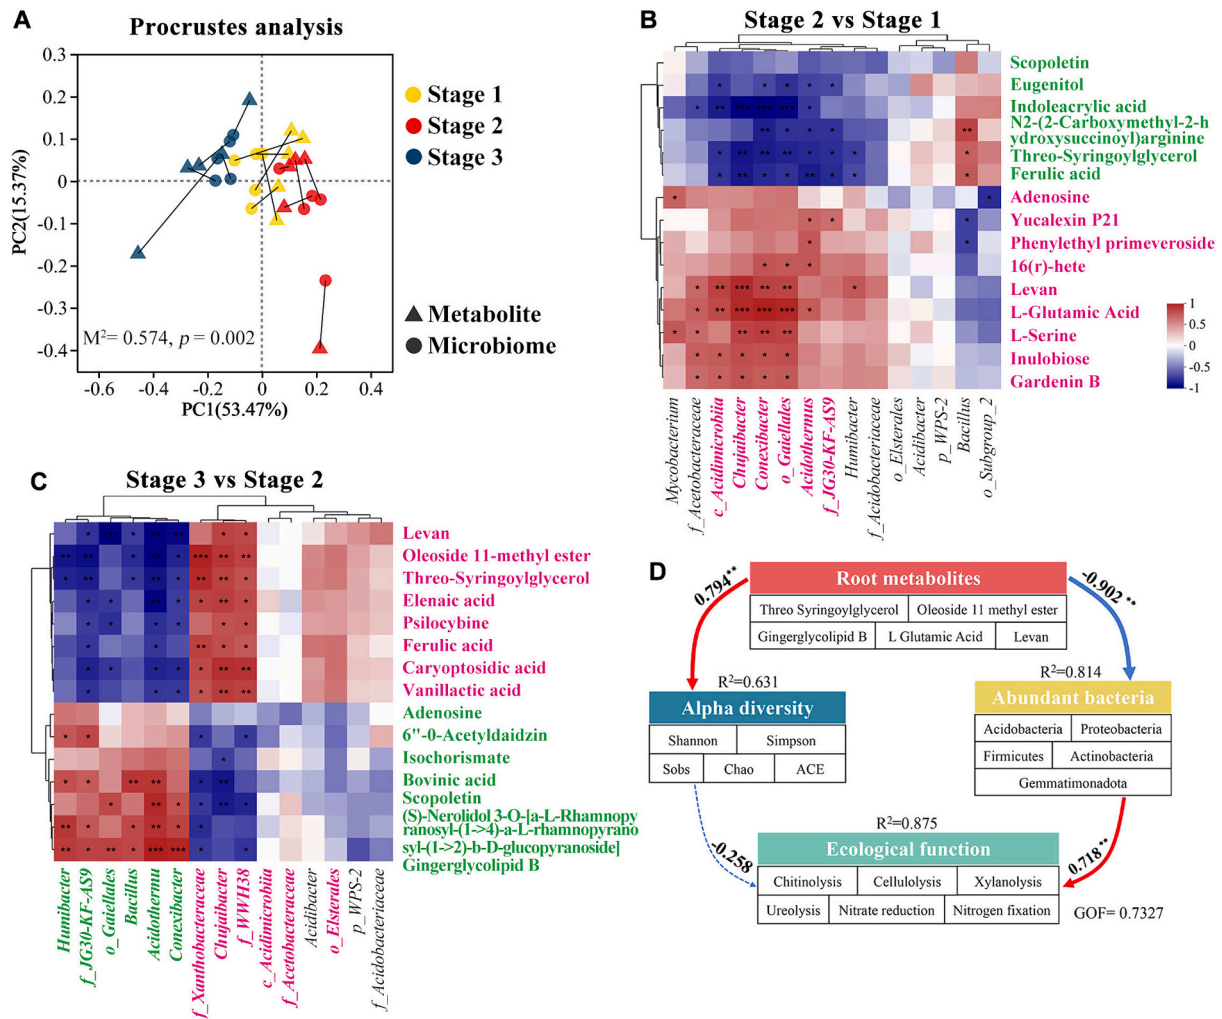 A
Procrustes analysis
0.3
0.2
0.1
0
-0.1
-0.2
-0.3
-0.4
PC2(15.37%)
-0.6
-0.4
-0.2
0
0.2
0.4
PC1(53.47%)
M2= 0.574, p = 0.002
Stage 1
Stage 2
Stage 3
Metabolite
Microbiome
B
Stage 2 vs Stage 1
Scopoletin
Eugenitol
Indoleacrylic acid
N2-(2-Carboxymethyl-2-h
ydroxysuccinoyl)arginine
Threo-Syringoylglycerol
Ferulic acid
Adenosine
Yucalexin P21
Phenylethyl primeveroside
16(r)-hete
Levan
L-Glutamic Acid
L-Serine
Inulobiose
Gardenin B
1
0.5
0
-0.5
-1
Mycobacterium
f_Acetobacteraceae
c_Acidimicrobiia
Chujaibacter
Conexibacter
o_Gaiellales
Acidothermus
f_JG30-KF-AS9
Humibacter
f_Acidobacteriaceae
o_Elsterales
Acidibacter
p_WPS-2
Bacillus
o_Subgroup_2
C
Stage 3 vs Stage 2
Levan
Oleoside 11-methyl ester
Threo-Syringoylglycerol
Elenaic acid
Psilocybine
Ferulic acid
Caryoptosidic acid
Vanillactic acid
Adenosine
6"-0-Acetyldaidzin
Isochorismate
Bovinic acid
Scopoletin
(S)-Nerolidol 3-O-[a-L-Rhamnopy
ranosyl-(1->4)-a-L-rhamnopyrano
syl-(1->2)-b-D-glucopyranoside]
Gingerglycolipid B
Humibacter
f_JG30-KF-AS9
o_Gaiellales
Bacillus
Acidothermu
Conexibacter
f_Xanthobacteraceae
Chujaibacter
f_WWH38
c_Acidimicrobiia
f_Acetobacteraceae
Acidibacter
o_Elsterales
p_WPS-2
f_Acidobacteriaceae
D
Root metabolites
Threo Syringoylglycerol
Oleoside 11 methyl ester
Gingerglycolipid B
L Glutamic Acid
Levan
0.794**
-0.902 **
R2=0.631
Alpha diversity
Shannon
Simpson
Sobs
Chao
ACE
R2=0.814
Abundant bacteria
Acidobacteria
Proteobacteria
Firmicutes
Actinobacteria
Gemmatimonadota
-0.258
0.718**
R2=0.875
Ecological function
Chitinolysis
Cellulolysis
Xylanolysis
Ureolysis
Nitrate reduction
Nitrogen fixation
GOF= 0.7327